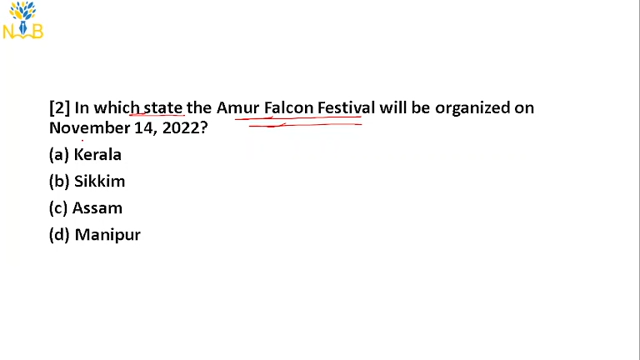 N B
[2] In which state the Amur Falcon Festival will be organized on
November 14, 2022?
(a) Kerala
(b) Sikkim
(c) Assam
(d) Manipur